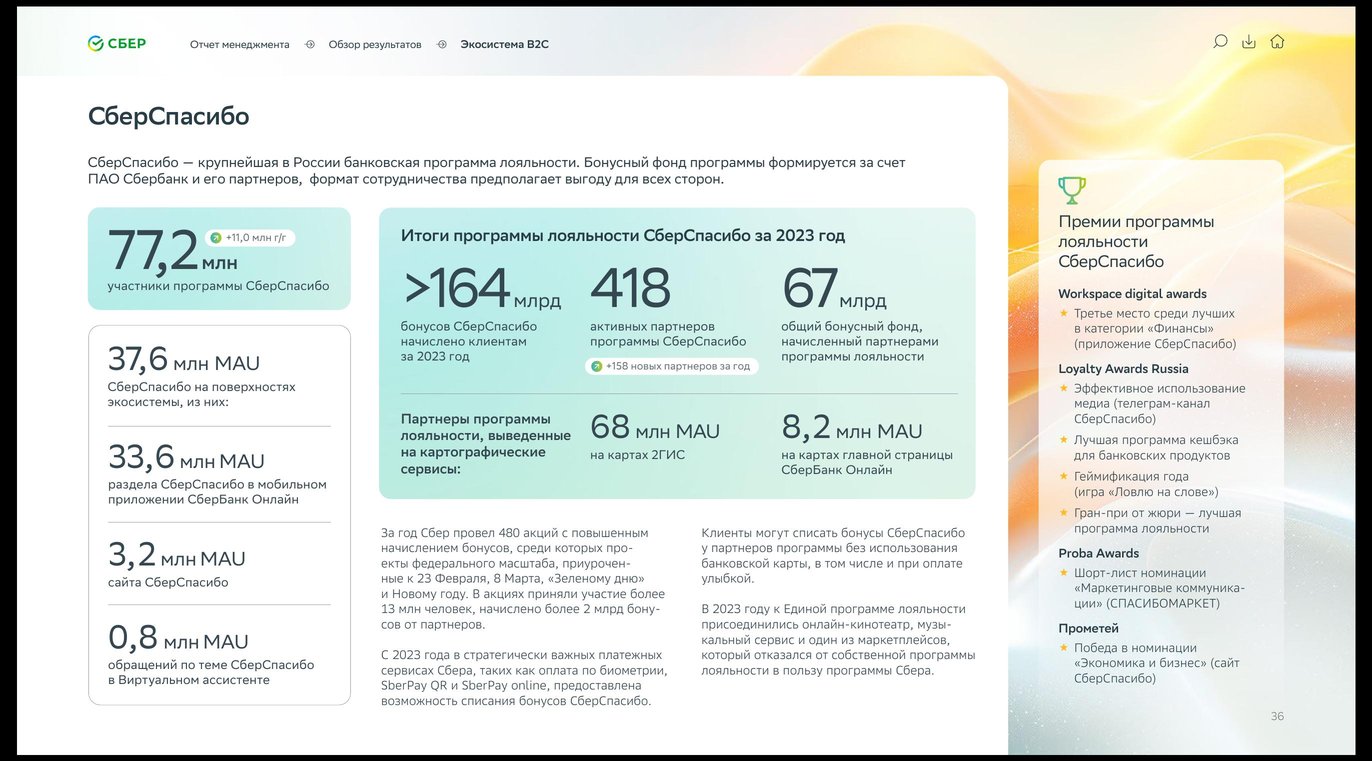 СБЕР
Отчет менеджмента
Обзор результатов
Экосистема B2C
СберСпасибо
СберСпасибо — крупнейшая в России банковская программа лояльности. Бонусный фонд программы формируется за счет
ПАО Сбербанк и его партнеров, формат сотрудничества предполагает выгоду для всех сторон.
77,2 млн
+11,0 млн г/г
участники программы СберСпасибо
37,6 млн MAU
СберСпасибо на поверхностях
экосистемы, из них:
33,6 млн MAU
раздела СберСпасибо в мобильном
приложении СберБанк Онлайн
3,2 млн MAU
сайта СберСпасибо
0,8 млн MAU
обращений по теме СберСпасибо
в Виртуальном ассистенте
Итоги программы лояльности СберСпасибо за 2023 год
>164 млрд
бонусов СберСпасибо
начислено клиентам
за 2023 год
418
активных партнеров
программы СберСпасибо
+158 новых партнеров за год
67 млрд
общий бонусный фонд,
начисленный партнерами
программы лояльности
Партнеры программы
лояльности, выведенные
на картографические
сервисы:
68 млн MAU
на картах 2ГИС
8,2 млн MAU
на картах главной страницы
СберБанк Онлайн
За год Сбер провел 480 акций с повышенным
начислением бонусов, среди которых про-
екты федерального масштаба, приурочен-
ные к 23 Февраля, 8 Марта, «Зеленому дню»
и Новому году. В акциях приняли участие более
13 млн человек, начислено более 2 млрд бону-
сов от партнеров.
С 2023 года в стратегически важных платежных
сервисах Сбера, таких как оплата по биометрии,
SberPay QR и SberPay online, предоставлена
возможность списания бонусов СберСпасибо.
Клиенты могут списать бонусы СберСпасибо
у партнеров программы без использования
банковской карты, в том числе и при оплате
улыбкой.
В 2023 году к Единой программе лояльности
присоединились онлайн-кинотеатр, музы-
кальный сервис и один из маркетплейсов,
который отказался от собственной программы
лояльности в пользу программы Сбера.
Премии программы
лояльности
СберСпасибо
Workspace digital awards
Третье место среди лучших
в категории «Финансы»
(приложение СберСпасибо)
Loyalty Awards Russia
Эффективное использование
медиа (телеграм-канал
СберСпасибо)
Лучшая программа кешбэка
для банковских продуктов
Геймификация года
(игра «Ловлю на слове»)
Гран-при от жюри — лучшая
программа лояльности
Proba Awards
Шорт-лист номинации
«Маркетинговые коммуника-
ции» (СПАСИБОМАРКЕТ)
Прометей
Победа в номинации
«Экономика и бизнес» (сайт
СберСпасибо)
36